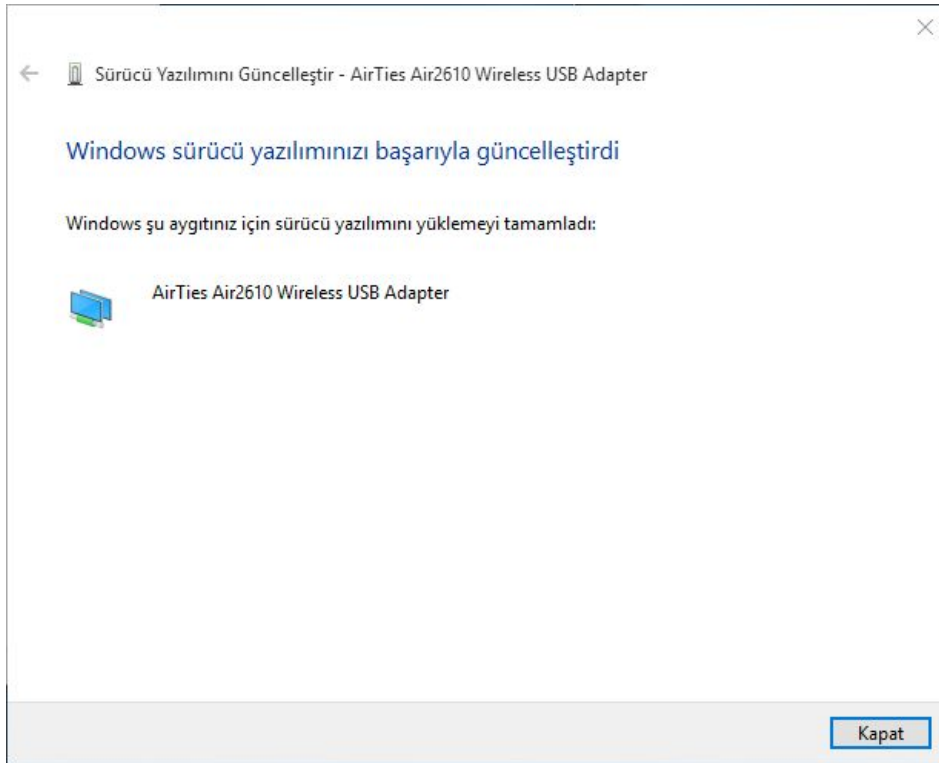 Sürücü Yazılımını Güncelleştir - AirTies Air2610 Wireless USB Adapter
Windows sürücü yazılımınızı başarıyla güncelleştirdi
Windows şu aygıtınız için sürücü yazılımını yüklemeyi tamamladı:
AirTies Air2610 Wireless USB Adapter
Kapat